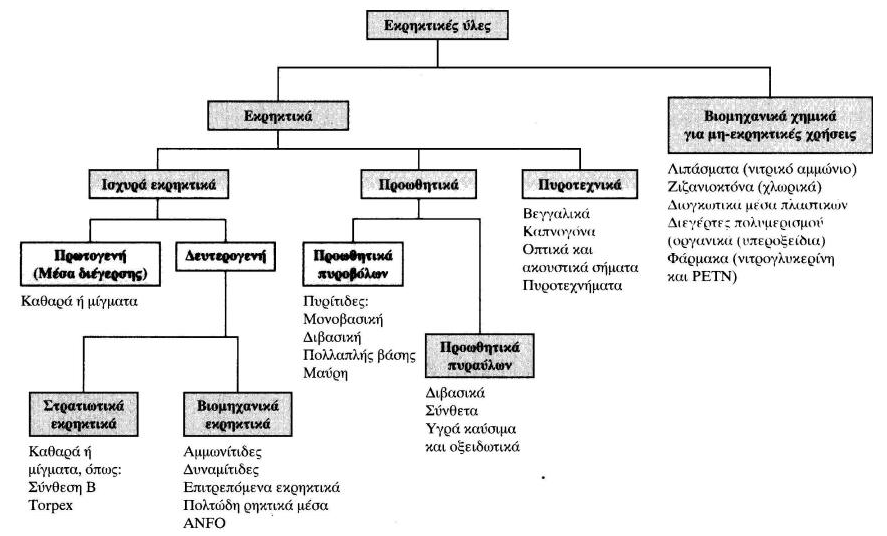 Εκρηκτικές ύλες
Εκρηκτικά
Βιομηχανικά χημικά
για μη-εκρηκτικές χρήσεις
Λιπάσματα (νιτρικό αμμώνιο)
Ζιζανιοκτόνα (χλωρικά)
Διογκωτικα μέσα πλαστικων
Διεγέρτες πολυμερισμού
(οργανικα (υπεροξείδια)
Φάρμακα (νιτρογλυκερίνη
και PETN)
Ισχυρά εκρηκτικά
Προωθητικά
Πυροτεχνικά
Βεγγαλικά
Καπνογόνα
Οπτικά και
ακουστικά σήματα
Πυροτεχνήματα
Πρωτογενή
(Μέσα διέγερσης)
Καθαρά ή μίγματα
Δευτερογενή
Προωθητικά
πυροβόλων
Πυρίτιδες:
Μονοβασική
Διβασική
Πολλαπλής βάσης
Μαύρη
Προωθητικά
πυραύλων
Διβασικά
Σύνθετα
Υγρά καύσιμα
και οξειδωτικά
Στρατιωτικά
εκρηκτικά
Καθαρά ή
μίγματα, όπως:
Σύνθεση Β
Torpex
Βιομηχανικά
εκρηκτικά
Αμμωνίτιδες
Δυναμίτιδες
Επιτρεπόμενα εκρηκτικά
Πολτώδη ρηκτικά μέσα
ANFO